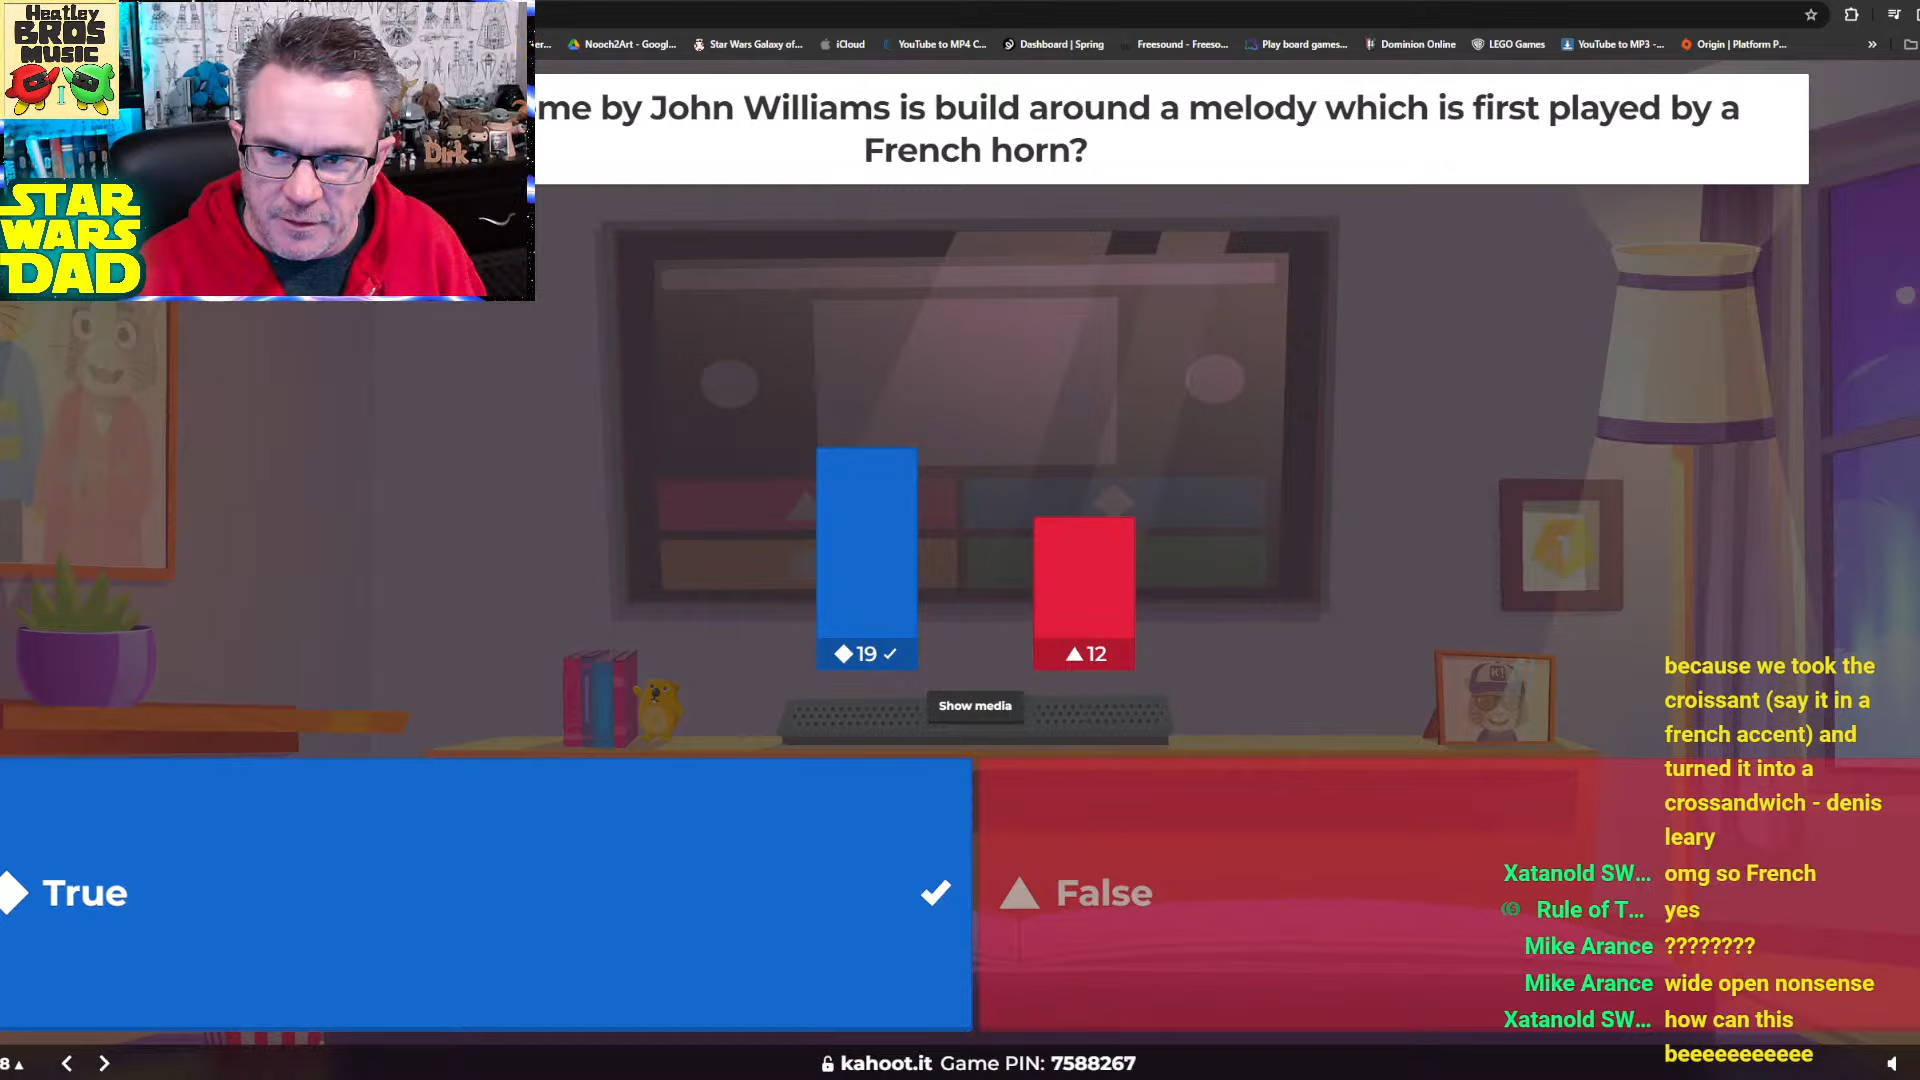 Heatley
BROS
MUSIC
I
STAR
WARS
DAD
Dirk
er...
Nooch2Art - Googl...
Star Wars Galaxy of...
iCloud
YouTube to MP4 C...
Dashboard | Spring
Freesound - Freeso...
Play board games...
Dominion Online
LEGO Games
YouTube to MP3 -...
Origin | Platform P...
me by John Williams is build around a melody which is first played by a
French horn?
19
12
Show media
True
False
because we took the
croissant (say it in a
french accent) and
turned it into a
crossandwich - denis
leary
Xatanold SW... omg so French
Rule of T... yes
Mike Arance ????????
Mike Arance wide open nonsense
Xatanold SW... how can this
beeeeeeeeeee
8
kahoot.it Game PIN: 7588267